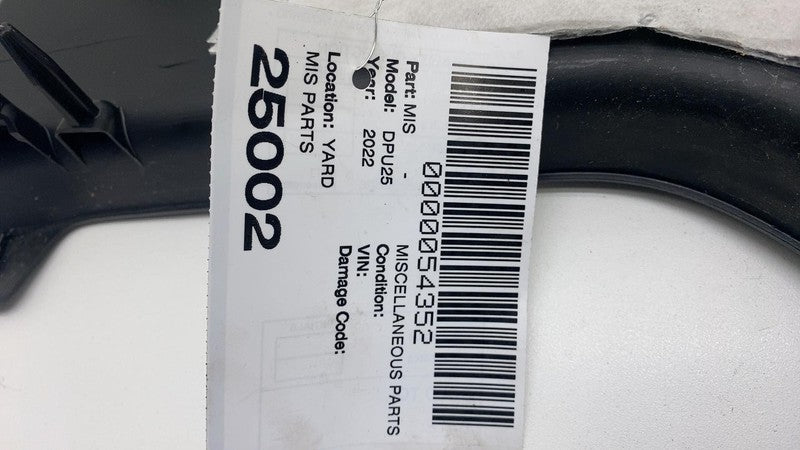 0000054352
Part: MIS - MISCELLANEOUS PARTS
Model: DPU25 Condition:
Year: 2022 VIN:
Damage Code:
Location: YARD
MIS PARTS
25002